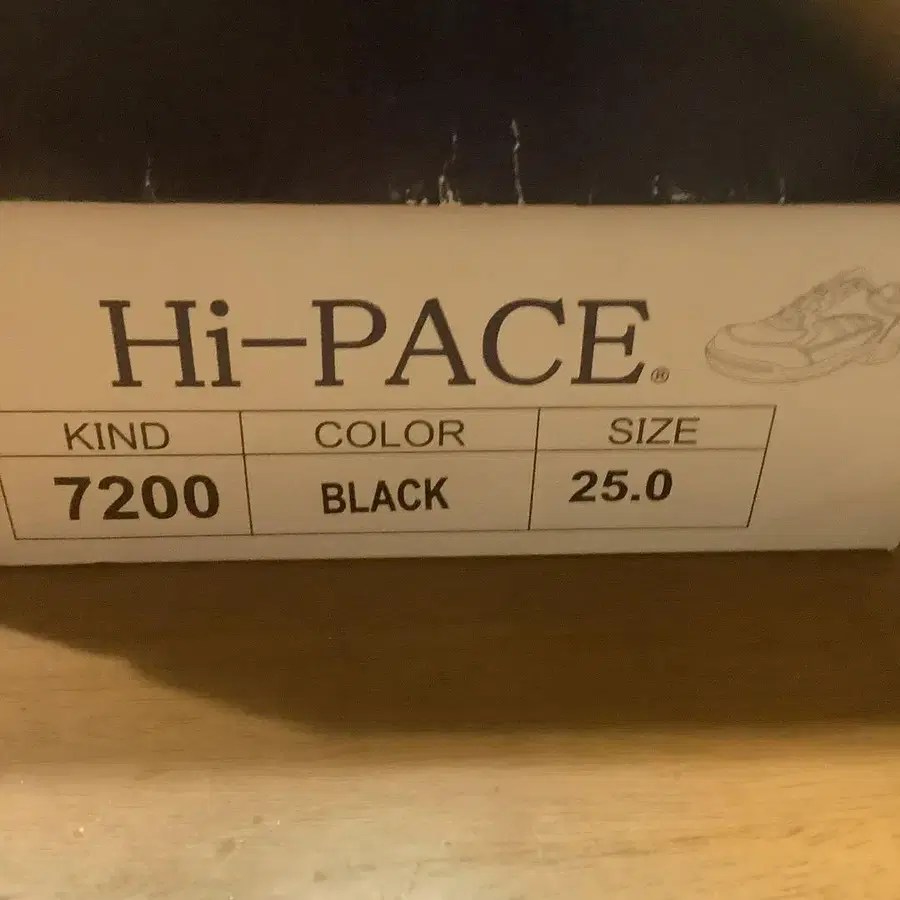 Hi-PACE®
KIND COLOR SIZE
7200 BLACK 25.0